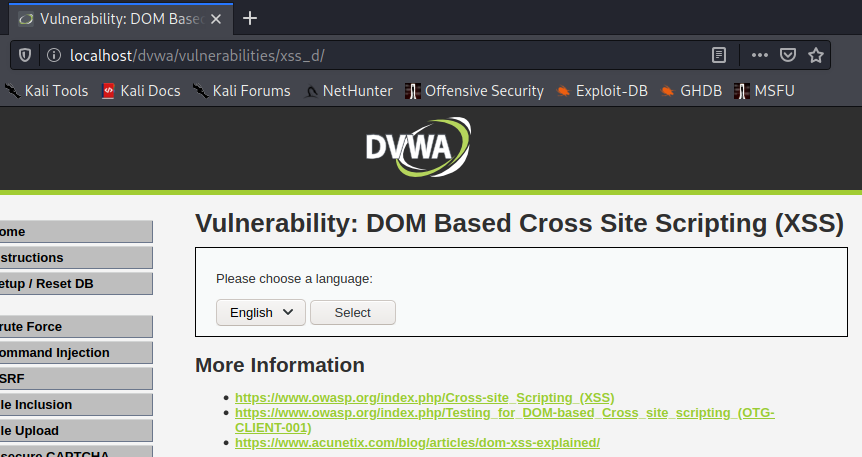 Vulnerability: DOM Base
localhost/dvwa/vulnerabilities/xss_d/
Kali Tools Kali Docs Kali Forums NetHunter Offensive Security Exploit-DB GHDB MSFU
DVWA
Vulnerability: DOM Based Cross Site Scripting (XSS)
ome
structions
etup / Reset DB
rute Force
ommand Injection
SRF
le Inclusion
le Upload
secure CAPTCHA
Please choose a language:
English Select
More Information
https://www.owasp.org/index.php/Cross-site_Scripting_(XSS)
https://www.owasp.org/index.php/Testing_for_DOM-based_Cross_site_scripting_(OTG-
CLIENT-001)
https://www.acunetix.com/blog/articles/dom-xss-explained/